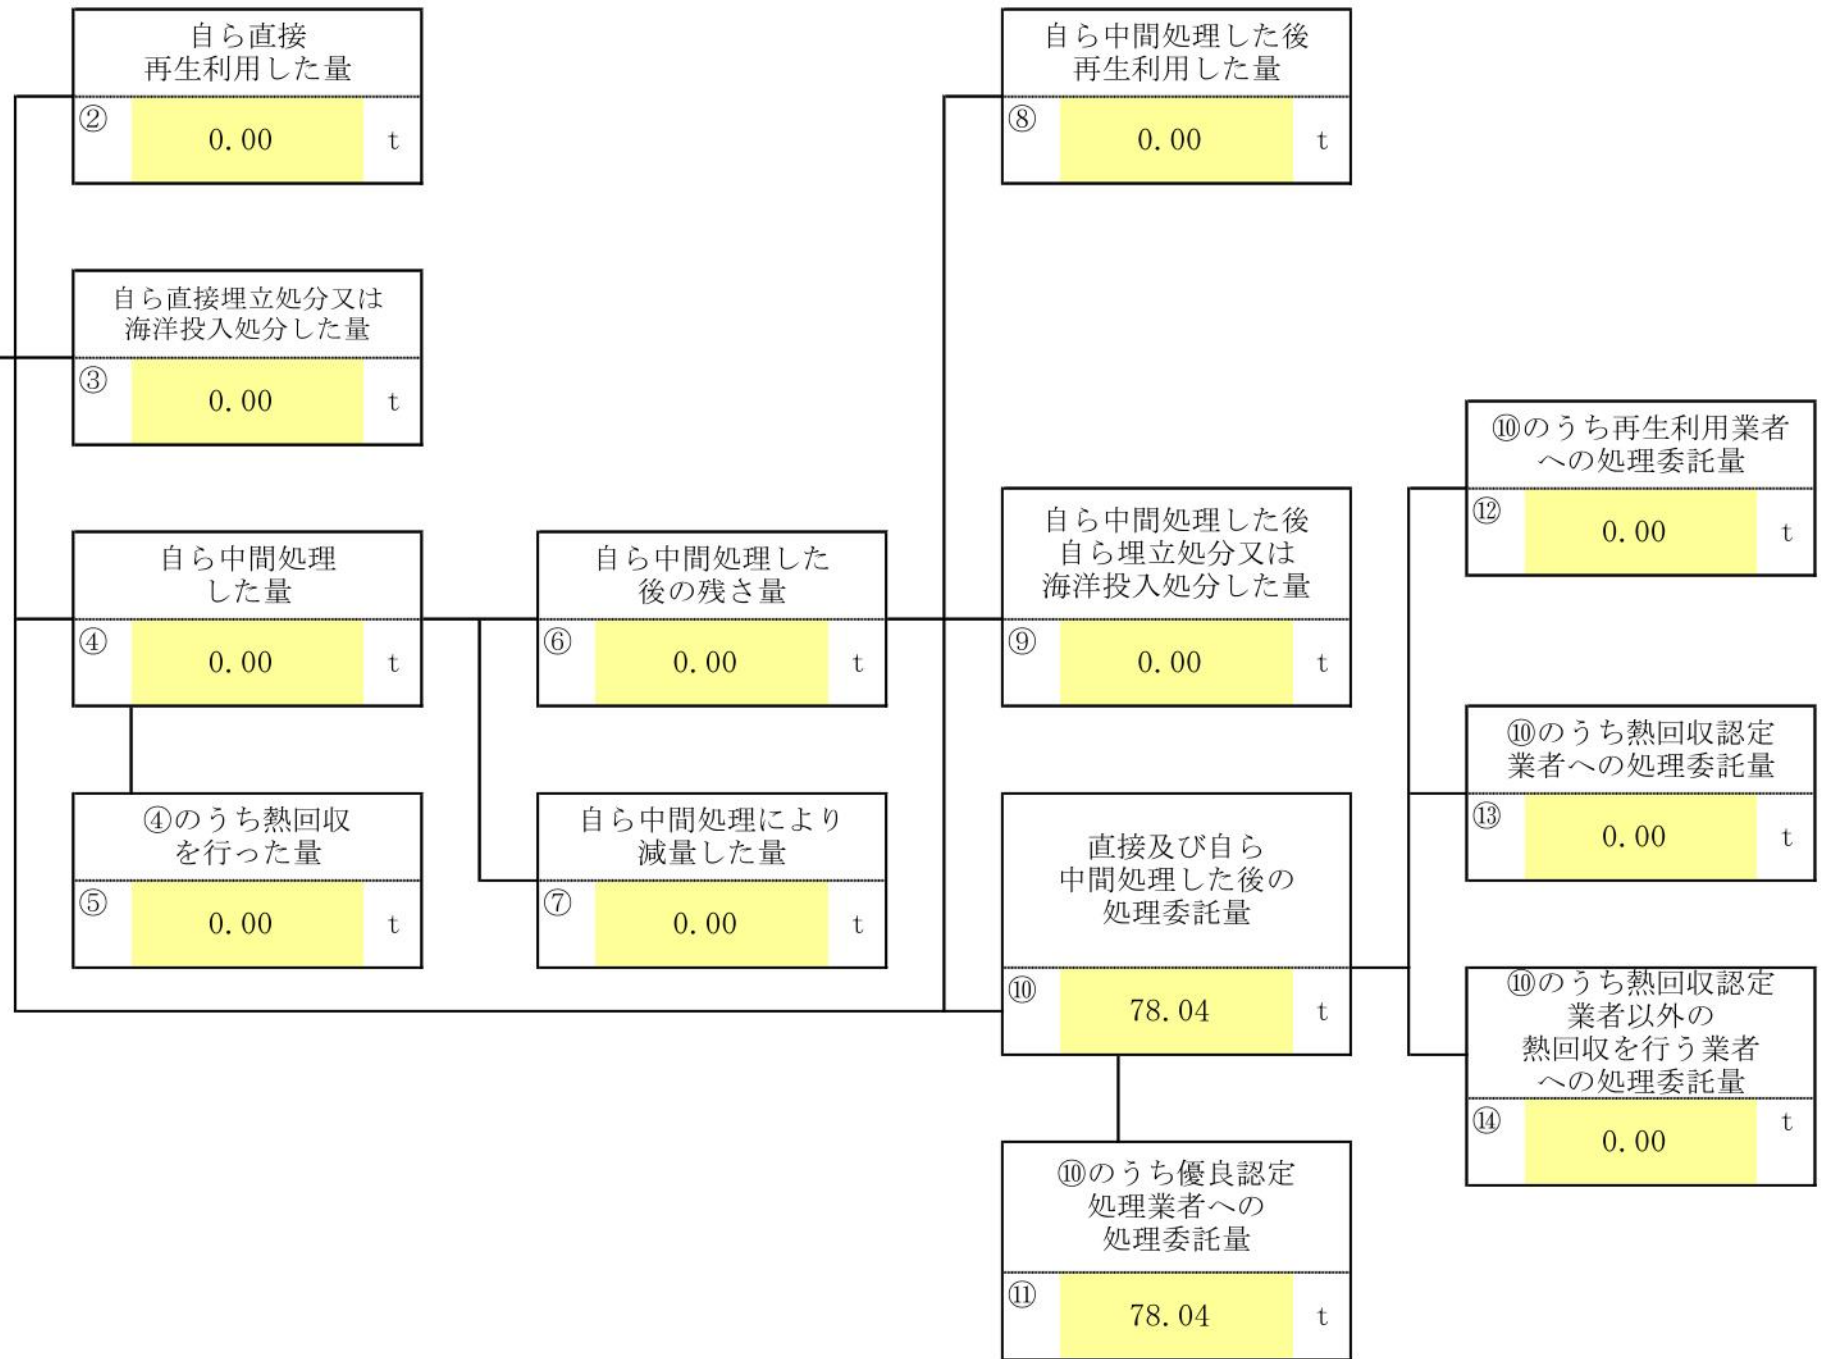 自ら直接
再生利用した量
②
0.00
t
自ら中間処理した後
再生利用した量
⑧
0.00
t
自ら直接埋立処分又は
海洋投入処分した量
③
0.00
t
⑩のうち再生利用業者
への処理委託量
⑫
0.00
t
自ら中間処理
した量
④
0.00
t
自ら中間処理した
後の残さ量
⑥
0.00
t
自ら中間処理した後
自ら埋立処分又は
海洋投入処分した量
⑨
0.00
t
⑩のうち熱回収認定
業者への処理委託量
⑬
0.00
t
④のうち熱回収
を行った量
⑤
0.00
t
自ら中間処理により
減量した量
⑦
0.00
t
直接及び自ら
中間処理した後の
処理委託量
⑩
78.04
t
⑩のうち熱回収認定
業者以外の
熱回収を行う業者
への処理委託量
⑭
0.00
t
⑩のうち優良認定
処理業者への
処理委託量
⑪
78.04
t